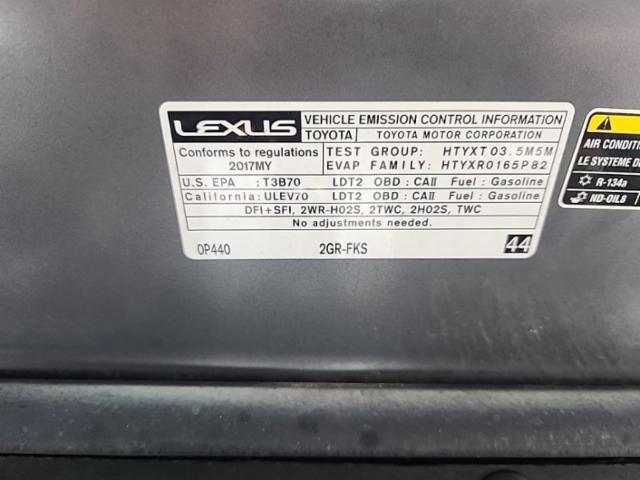 LEXUS VEHICLE EMISSION CONTROL INFORMATION
TOYOTA TOYOTA MOTOR CORPORATION
Conforms to regulations TEST GROUP: HTYXT03.5M5M
2017MY EVAP FAMILY: HTYXR0165P82
U.S. EPA : T3B70 LDT2 OBD : CAII Fuel : Gasoline
California: ULEV70 LDT2 OBD : CAII Fuel : Gasoline
DFI+SFI, 2WR-HO2S, 2TWC, 2HO2S, TWC
No adjustments needed.
0P440 2GR-FKS 44
AIR CONDITI
LE SYSTEME D
R-134a
ND-OIL8